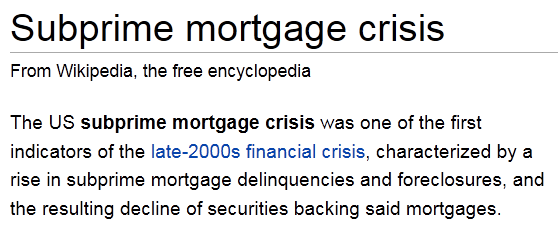 Subprime mortgage crisis
From Wikipedia, the free encyclopedia
The US subprime mortgage crisis was one of the first
indicators of the late-2000s financial crisis, characterized by a
rise in subprime mortgage delinquencies and foreclosures, and
the resulting decline of securities backing said mortgages.